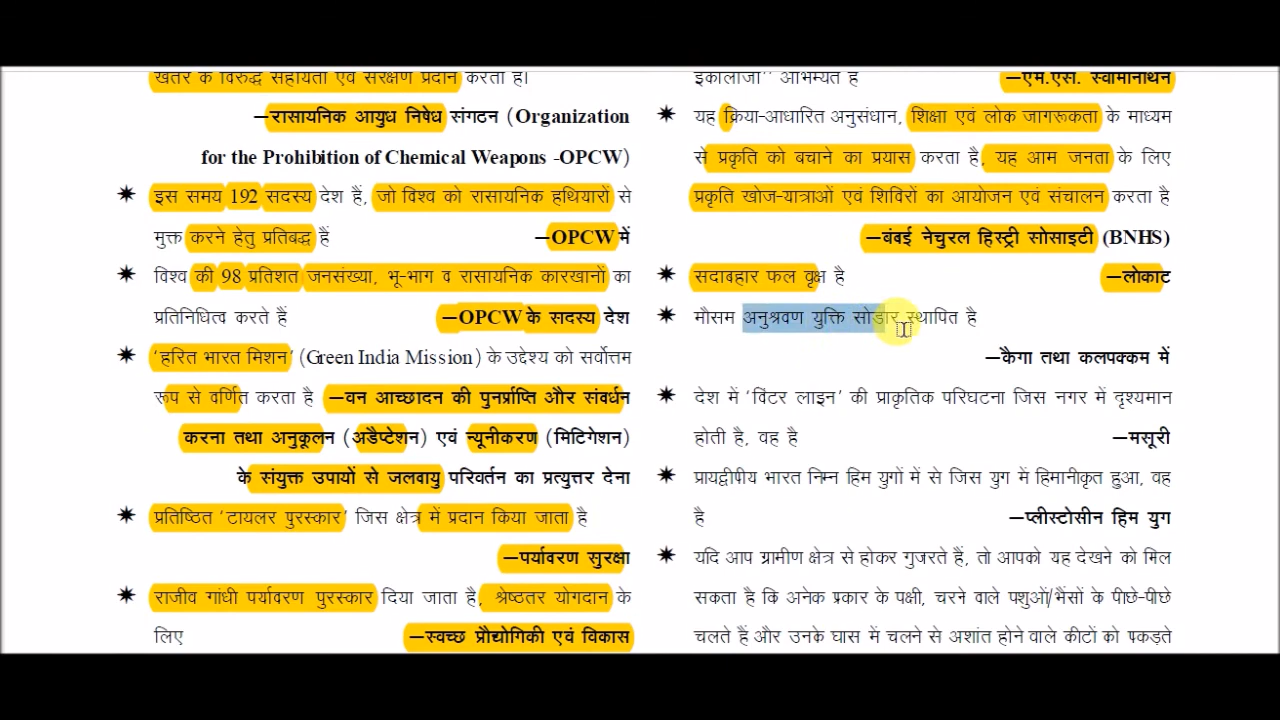 खतरे के विरुद्ध सहायता एवं संरक्षण प्रदान करता है।
—रासायनिक आयुध निषेध संगटन (Organization
for the Prohibition of Chemical Weapons -OPCW)
✷ इस समय 192 सदस्य देश हैं, जो विश्व को रासायनिक हथियारों से
मुक्त करने हेतु प्रतिबद्ध हैं —OPCW में
✷ विश्व की 98 प्रतिशत जनसंख्या, भू-भाग व रासायनिक कारखानों का
प्रतिनिधित्व करते हैं —OPCW के सदस्य देश
✷ 'हरित भारत मिशन' (Green India Mission) के उद्देश्य को सर्वोत्तम
रूप से वर्णित करता है —वन आच्छादन की पुनर्प्राप्ति और संवर्धन
करना तथा अनुकूलन (अडैप्टेशन) एवं न्यूनीकरण (मिटिगेशन)
के संयुक्त उपायों से जलवायु परिवर्तन का प्रत्युत्तर देना
✷ प्रतिष्ठित 'टायलर पुरस्कार' जिस क्षेत्र में प्रदान किया जाता है
—पर्यावरण सुरक्षा
✷ राजीव गांधी पर्यावरण पुरस्कार दिया जाता है, श्रेष्ठतर योगदान के
लिए —स्वच्छ प्रौद्योगिकी एवं विकास
इकोलॉजी'' अभिमत है —एम.एस. स्वामीनाथन
✷ यह क्रिया-आधारित अनुसंधान, शिक्षा एवं लोक जागरूकता के माध्यम
से प्रकृति को बचाने का प्रयास करता है, यह आम जनता के लिए
प्रकृति खोज-यात्राओं एवं शिविरों का आयोजन एवं संचालन करता है
—बंबई नेचुरल हिस्ट्री सोसाइटी (BNHS)
✷ सदाबहार फल वृक्ष है —लोकाट
✷ मौसम अनुश्रवण युक्ति सोडार स्थापित है
—कैगा तथा कलपक्कम में
✷ देश में 'विंटर लाइन' की प्राकृतिक परिघटना जिस नगर में दृश्यमान
होती है, वह है —मसूरी
✷ प्रायद्वीपीय भारत निम्न हिम युगों में से जिस युग में हिमानीकृत हुआ, वह
है —प्लीस्टोसीन हिम युग
✷ यदि आप ग्रामीण क्षेत्र से होकर गुजरते हैं, तो आपको यह देखने को मिल
सकता है कि अनेक प्रकार के पक्षी, चरने वाले पशुओं/भैंसों के पीछे-पीछे
चलते हैं और उनके घास में चलने से अशांत होने वाले कीटों को पकड़ते